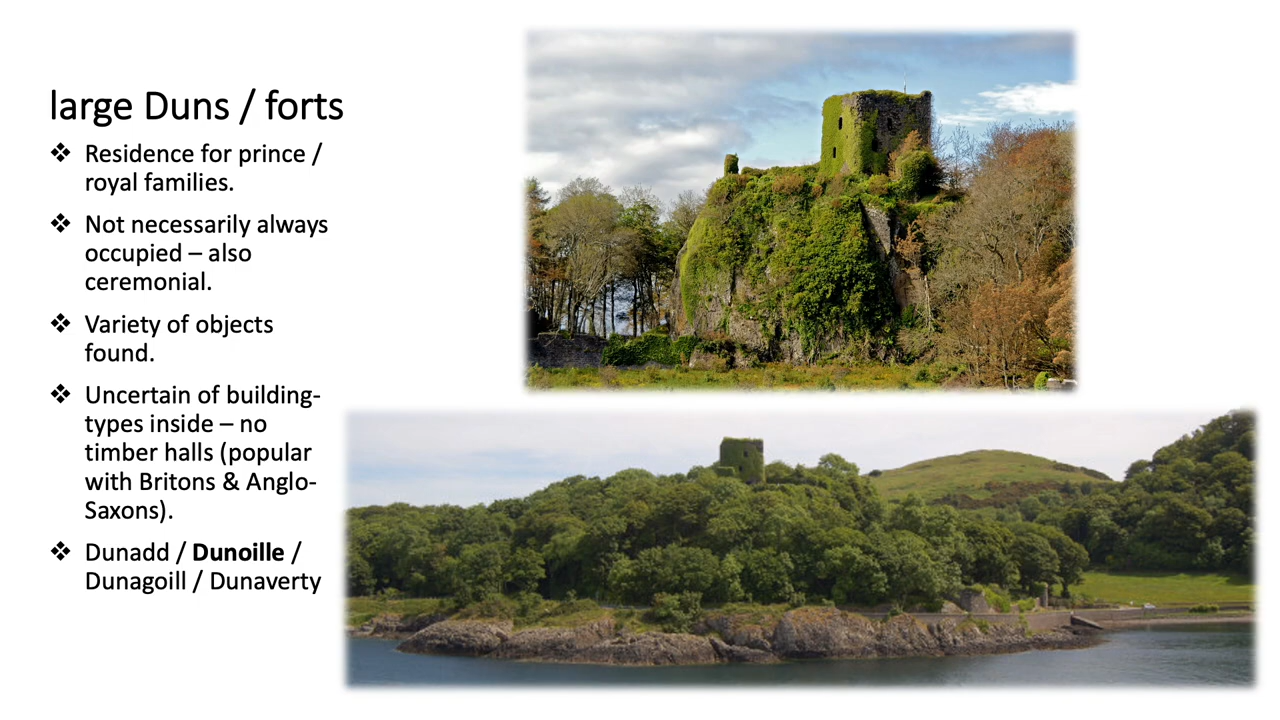 large Duns / forts
❖ Residence for prince /
royal families.
❖ Not necessarily always
occupied – also
ceremonial.
❖ Variety of objects
found.
❖ Uncertain of building-
types inside – no
timber halls (popular
with Britons & Anglo-
Saxons).
❖ Dunadd / Dunoille /
Dunagoill / Dunaverty